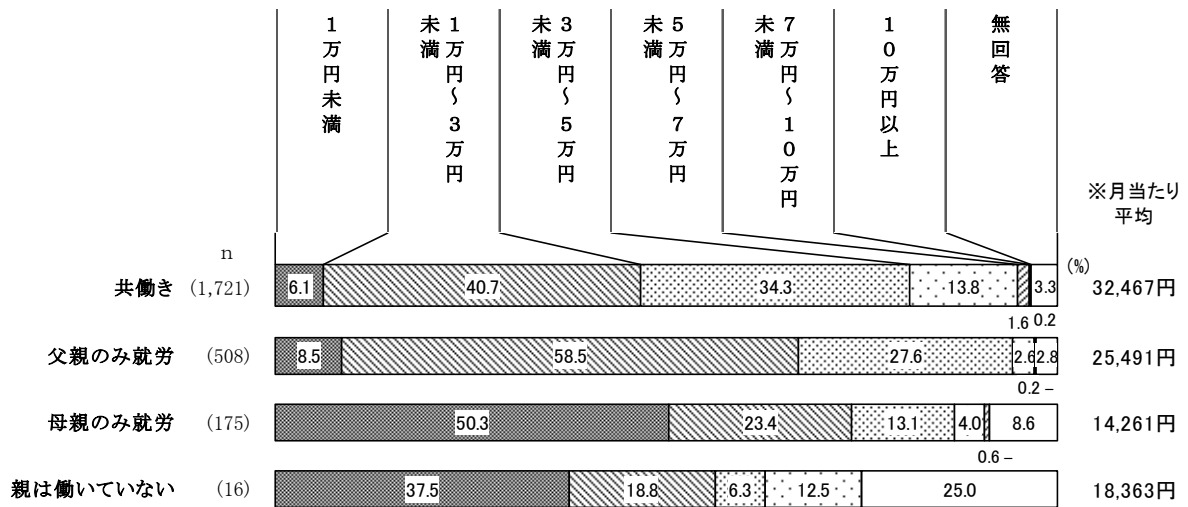 1万円未満
1万円～3万円
未満
3万円～5万円
未満
5万円～7万円
未満
7万円～10万円
未満
10万円以上
無回答
※月当たり
平均
n
(%)
共働き (1,721) 6.1 40.7 34.3 13.8 3.3 32,467円
1.6 0.2
父親のみ就労 (508) 8.5 58.5 27.6 2.6 2.8 25,491円
0.2 –
母親のみ就労 (175) 50.3 23.4 13.1 4.0 8.6 14,261円
0.6 –
親は働いていない (16) 37.5 18.8 6.3 12.5 25.0 18,363円